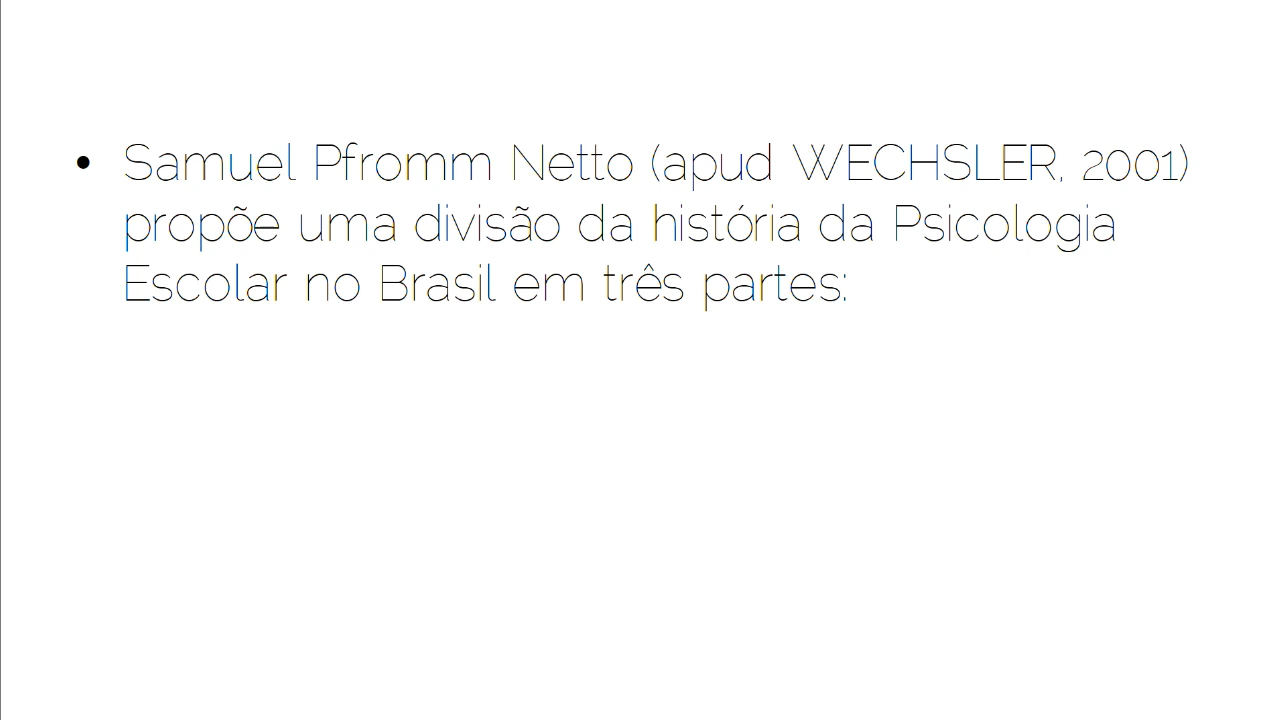 • Samuel Pfromm Netto (apud WECHSLER, 2001)
propõe uma divisão da história da Psicologia
Escolar no Brasil em três partes: